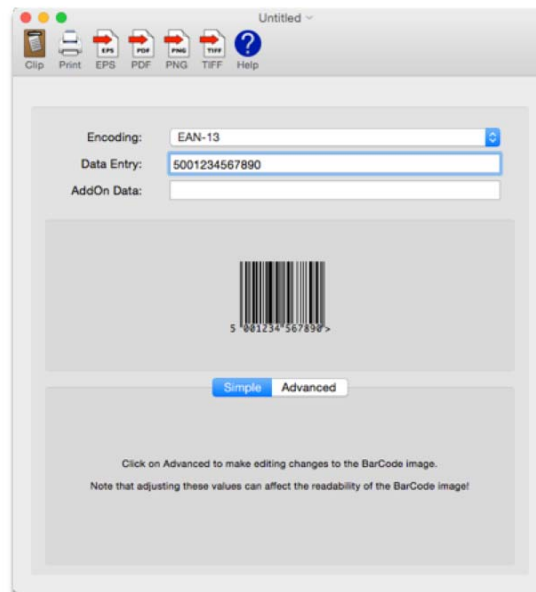 Untitled
Clip Print EPS PDF PNG TIFF Help
EPS PDF PNG TIFF
Encoding: EAN-13
Data Entry: 5001234567890
AddOn Data:
5 001234 567890>
Simple Advanced
Click on Advanced to make editing changes to the BarCode image.
Note that adjusting these values can affect the readability of the BarCode image!